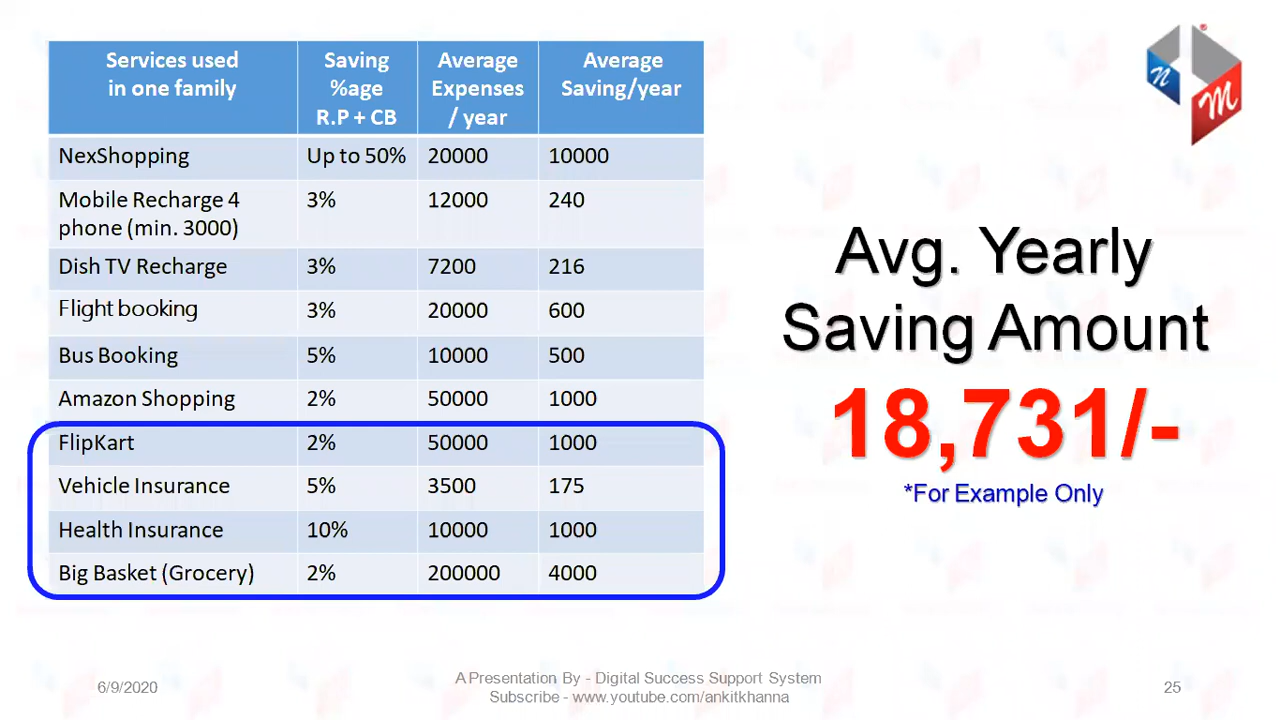 Services used
in one family
Saving
%age
R.P + CB
Average
Expenses
/ year
Average
Saving/year
NexShopping
Up to 50%
20000
10000
Mobile Recharge 4
phone (min. 3000)
3%
12000
240
Dish TV Recharge
3%
7200
216
Flight booking
3%
20000
600
Bus Booking
5%
10000
500
Amazon Shopping
2%
50000
1000
FlipKart
2%
50000
1000
Vehicle Insurance
5%
3500
175
Health Insurance
10%
10000
1000
Big Basket (Grocery)
2%
200000
4000
n
M
Avg. Yearly
Saving Amount
18,731/-
*For Example Only
6/9/2020
A Presentation By - Digital Success Support System
Subscribe - www.youtube.com/ankitkhanna
25